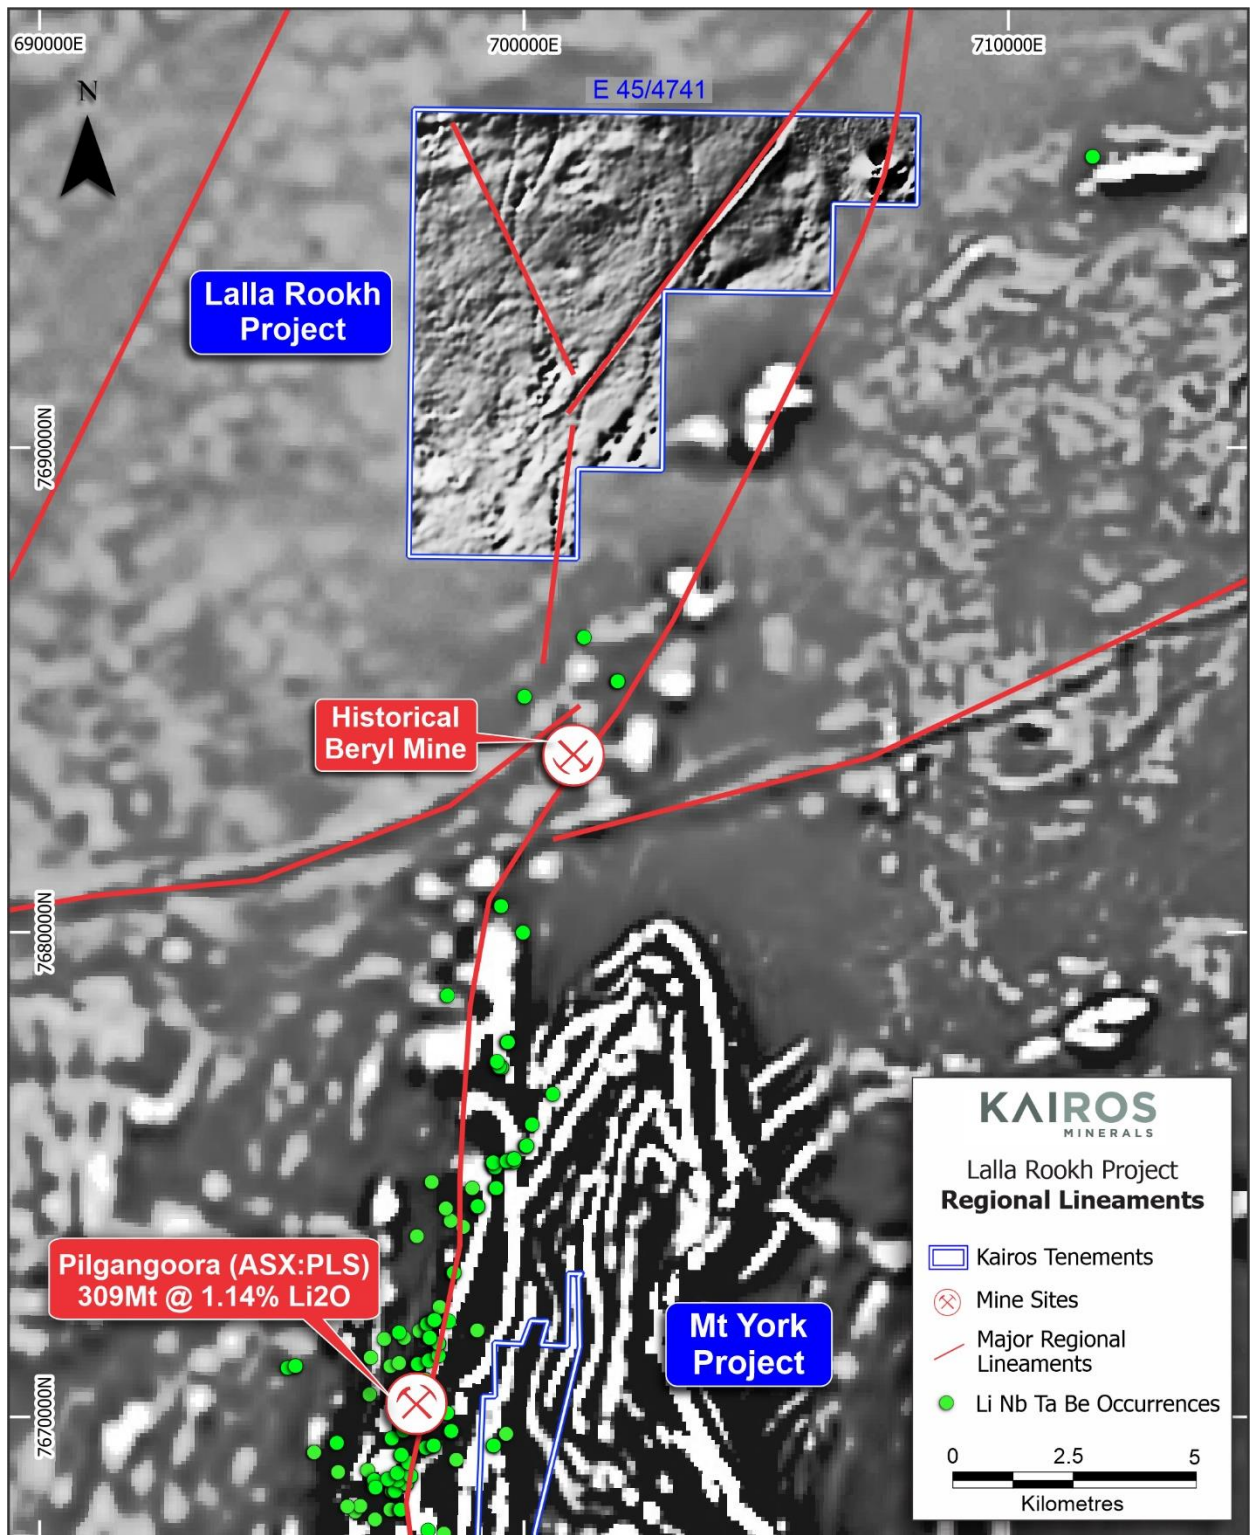 690000E
700000E
710000E
N
E 45/4741
Lalla Rookh
Project
7690000N
Historical
Beryl Mine
7680000N
Pilgangoora (ASX:PLS)
309Mt @ 1.14% Li2O
Mt York
Project
7670000N
KAIROS
MINERALS
Lalla Rookh Project
Regional Lineaments
Kairos Tenements
Mine Sites
Major Regional
Lineaments
Li Nb Ta Be Occurrences
0 2.5 5
Kilometres